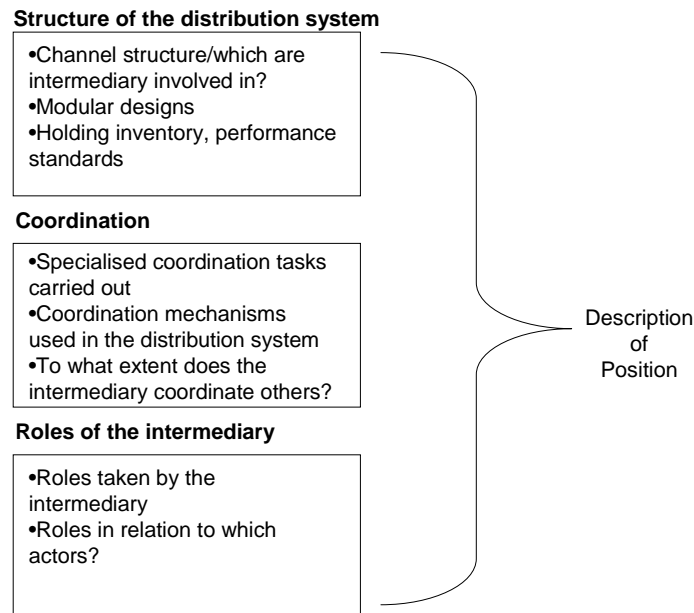 Structure of the distribution system
•Channel structure/which are
intermediary involved in?
•Modular designs
•Holding inventory, performance
standards
Coordination
•Specialised coordination tasks
carried out
•Coordination mechanisms
used in the distribution system
•To what extent does the
intermediary coordinate others?
Roles of the intermediary
•Roles taken by the
intermediary
•Roles in relation to which
actors?
Description
of
Position